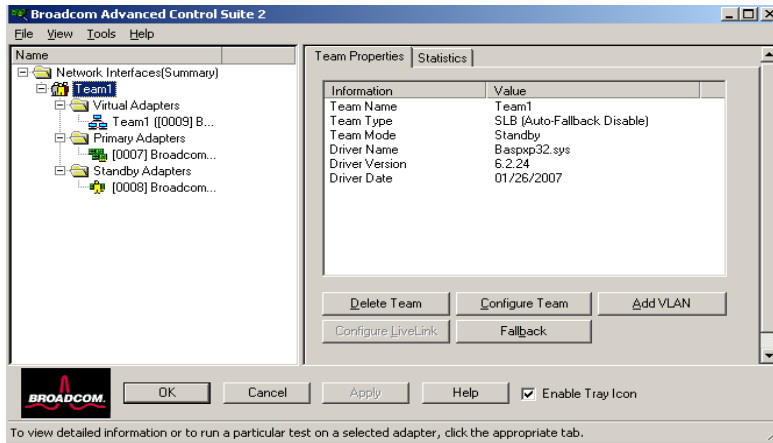 Broadcom Advanced Control Suite 2
File View Tools Help
Name
Network Interfaces(Summary)
Team1
Virtual Adapters
Team1 ([0009] B...
Primary Adapters
[0007] Broadcom...
Standby Adapters
[0008] Broadcom...
Team Properties Statistics
Information Value
Team Name Team1
Team Type SLB (Auto-Fallback Disable)
Team Mode Standby
Driver Name Baspxp32.sys
Driver Version 6.2.24
Driver Date 01/26/2007
Delete Team Configure Team Add VLAN
Configure LiveLink Fallback
BROADCOM. OK Cancel Apply Help Enable Tray Icon
To view detailed information or to run a particular test on a selected adapter, click the appropriate tab.